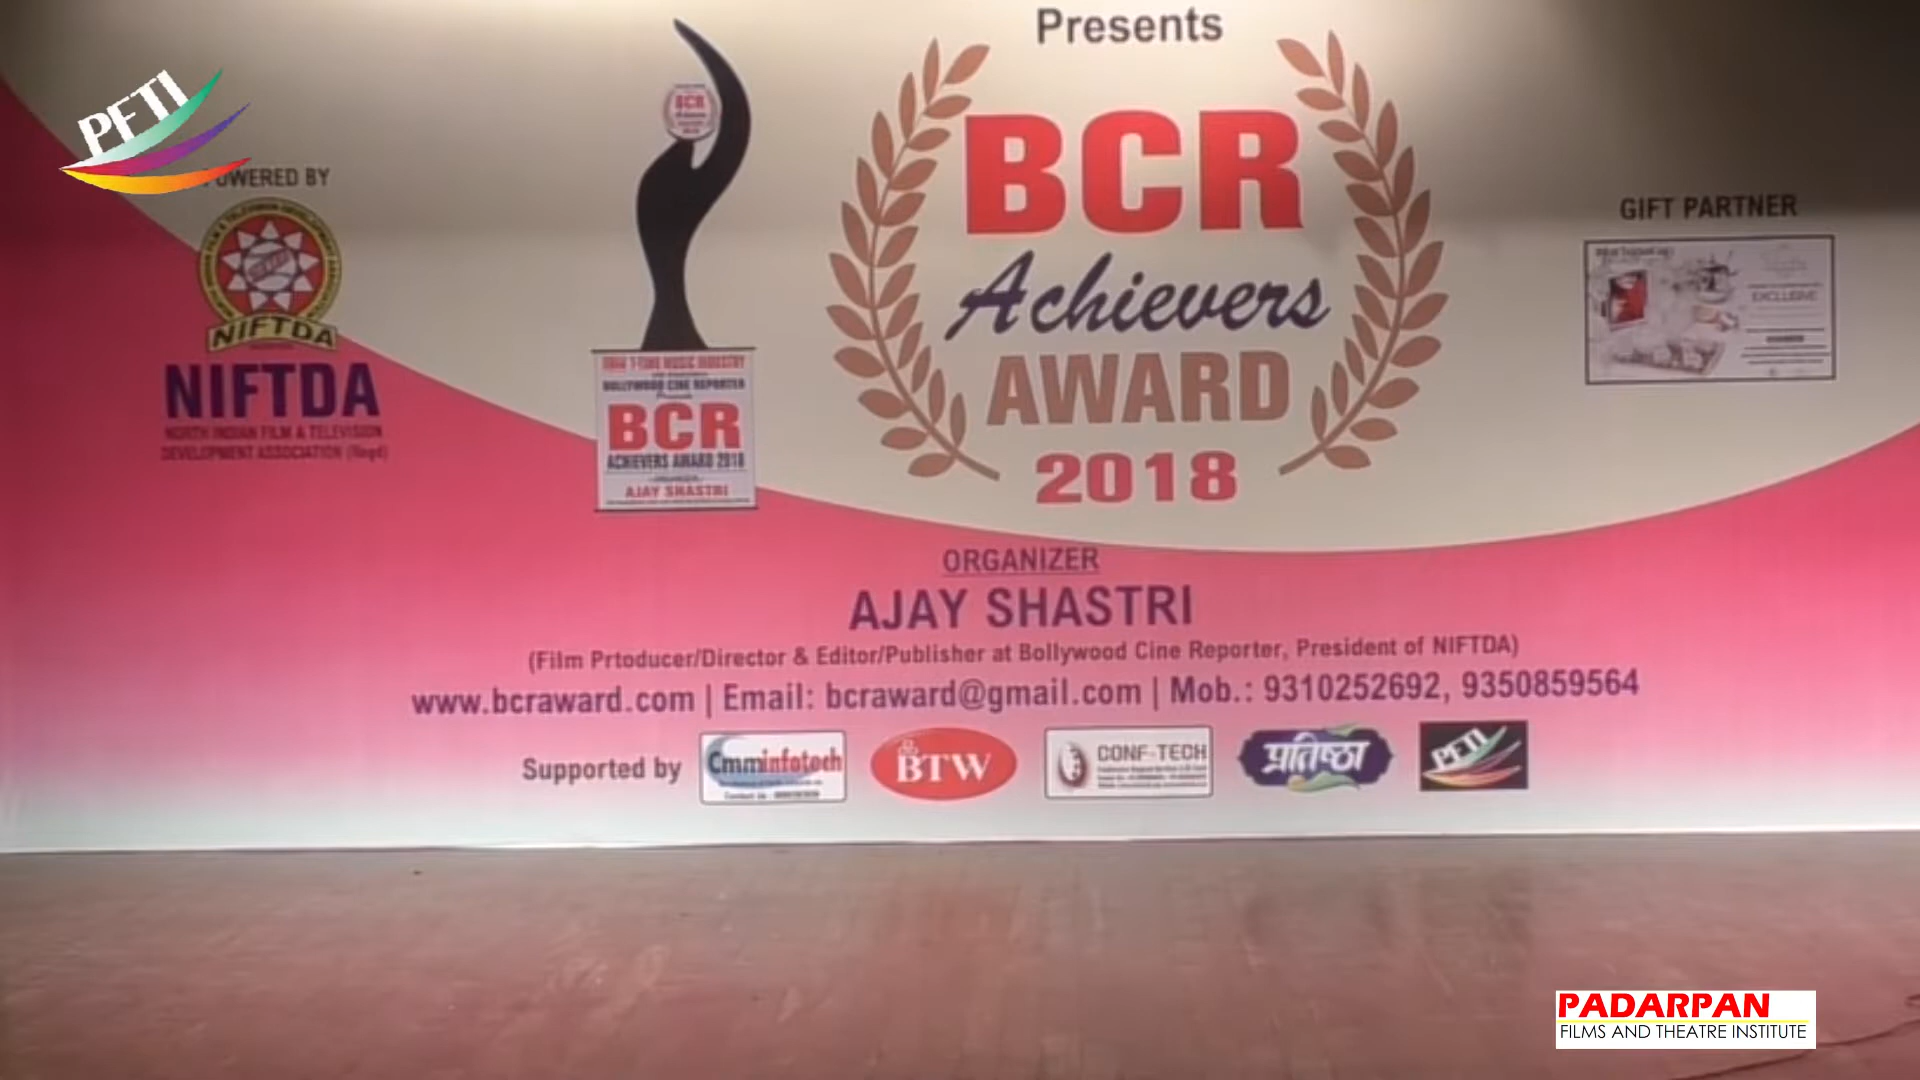 Presents
PFTI
POWERED BY
NIFTDA
NIFTDA
NORTH INDIAN FILM & TELEVISION
DEVELOPMENT ASSOCIATION (Regd)
BCR
BOLLYWOOD CINE REPORTER
Presents
BCR
ACHIEVERS AWARD 2018
AJAY SHASTRI
BCR
Achievers
AWARD
2018
GIFT PARTNER
EXCLUSIVE
ORGANIZER
AJAY SHASTRI
(Film Prtoducer/Director & Editor/Publisher at Bollywood Cine Reporter, President of NIFTDA)
www.bcraward.com | Email: bcraward@gmail.com | Mob.: 9310252692, 9350859564
Supported by
Cmminfotech
BTW
CONF-TECH
प्रतिष्ठा
PFTI
PADARPAN
FILMS AND THEATRE INSTITUTE